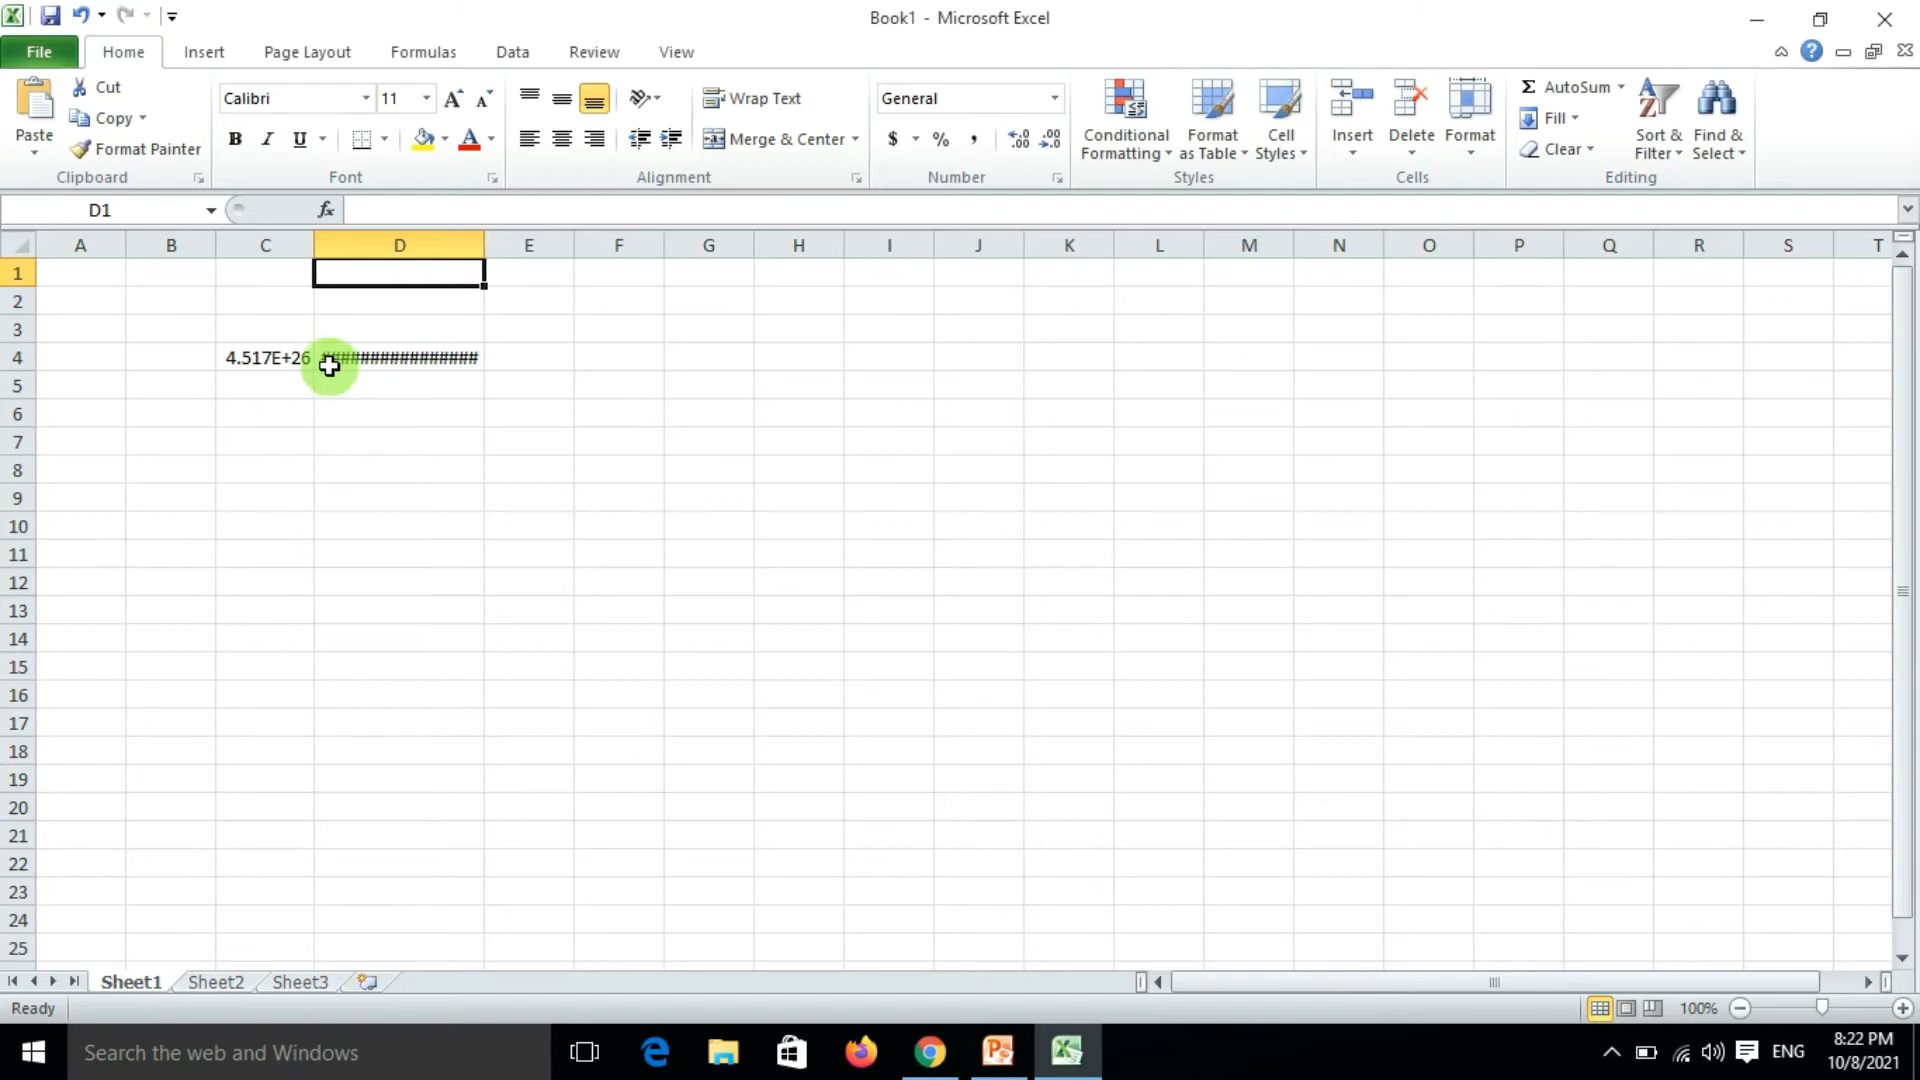 Book1 - Microsoft Excel
File Home Insert Page Layout Formulas Data Review View
Paste
Cut
Copy
Format Painter
Clipboard
Calibri 11
B I U
Font
Wrap Text
Merge & Center
Alignment
General
$ % ,
Number
Conditional Formatting
Format as Table
Cell Styles
Styles
Insert Delete Format
Cells
Σ AutoSum
Fill
Clear
Sort & Filter
Find & Select
Editing
D1 fx
A B C D E F G H I J K L M N O P Q R S T
1
2
3
4 4.517E+26 ################
5
6
7
8
9
10
11
12
13
14
15
16
17
18
19
20
21
22
23
24
25
Sheet1 Sheet2 Sheet3
Ready 100%
Search the web and Windows
ENG
8:22 PM
10/8/2021